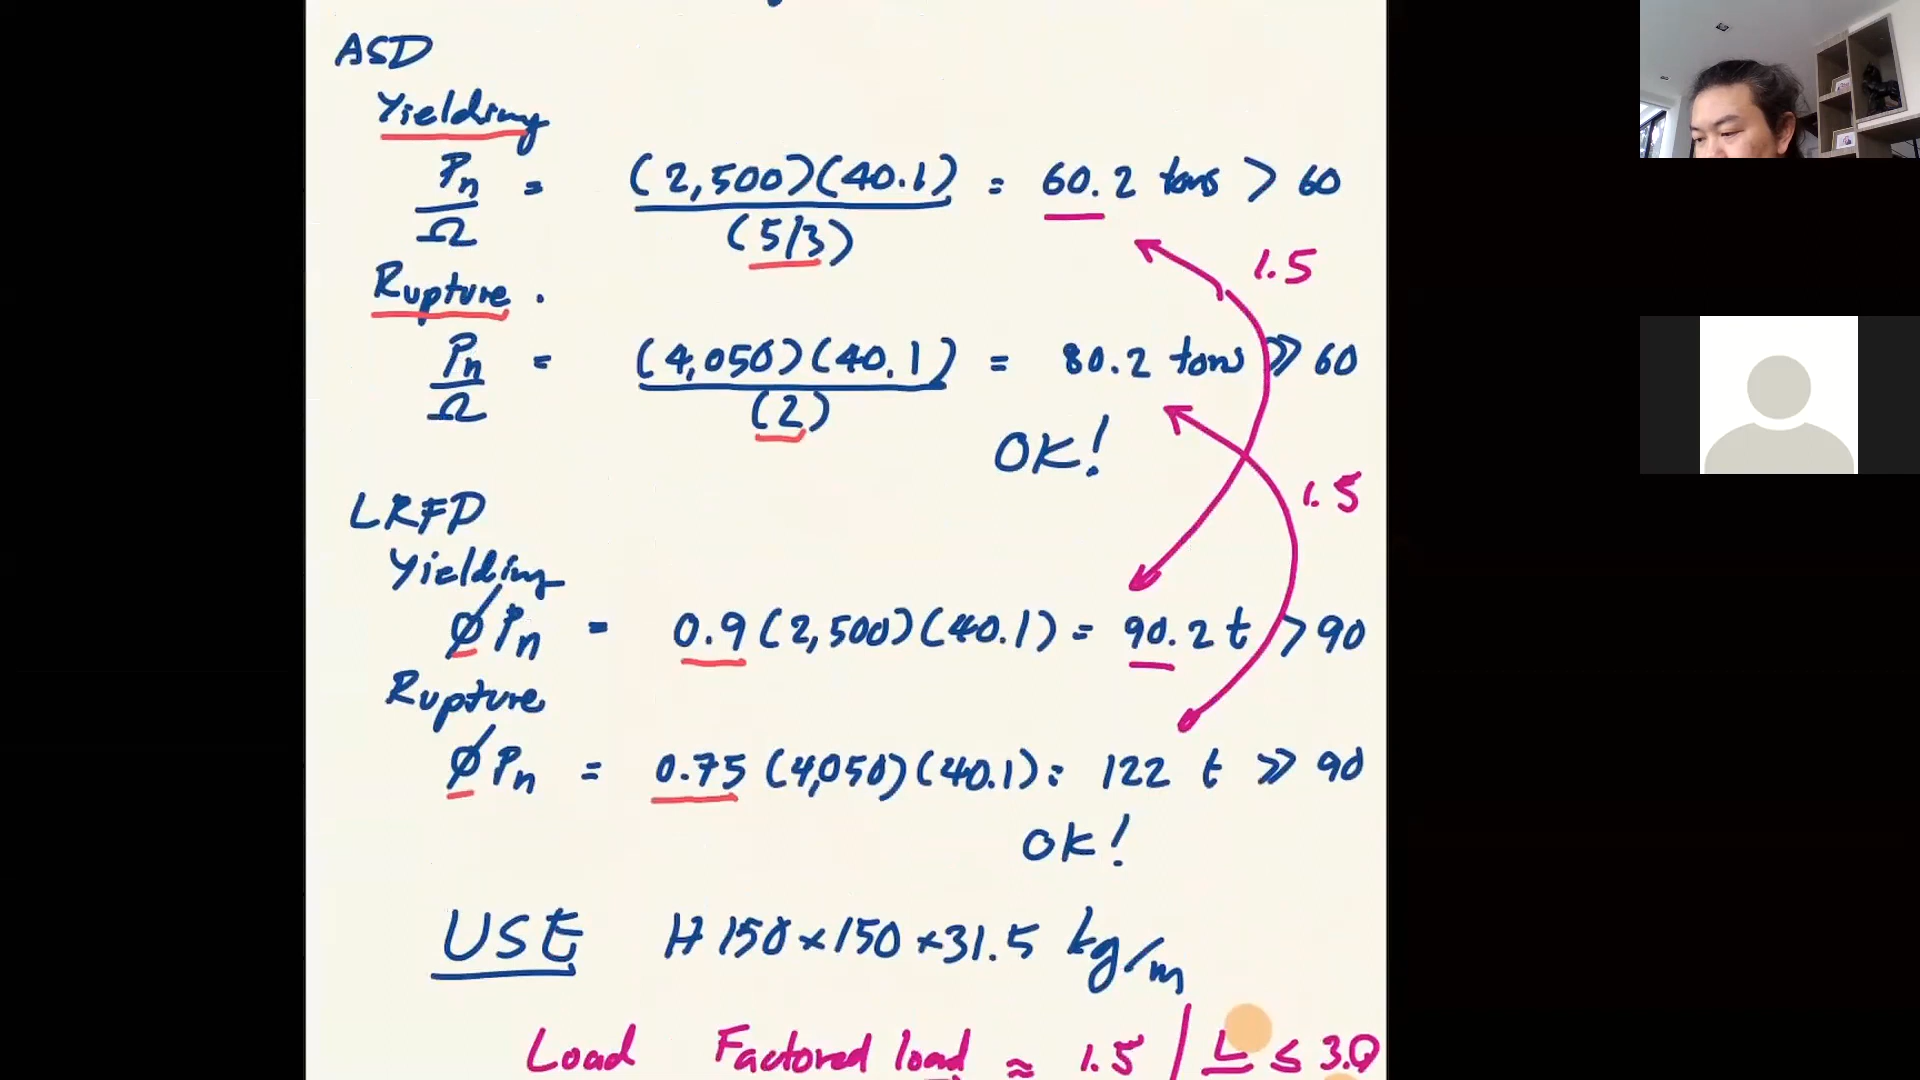 ASD
Yielding
Pn/Ω = (2,500)(40.1)/(5/3) = 60.2 tons > 60
1.5
Rupture.
Pn/Ω = (4,050)(40.1)/(2) = 80.2 tons ≫ 60
OK!
1.5
LRFD
Yielding
ØPn = 0.9(2,500)(40.1) = 90.2 t > 90
Rupture
ØPn = 0.75(4,050)(40.1) = 122 t ≫ 90
OK!
USE H 150×150×31.5 kg/m
Load Factored load ≈ 1.5 / L ≤ 3.0